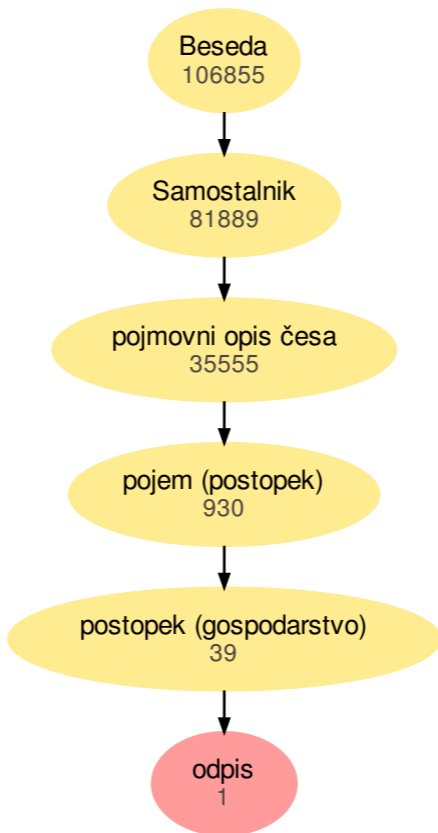 Beseda
106855
Samostalnik
81889
pojmovni opis česa
35555
pojem (postopek)
930
postopek (gospodarstvo)
39
odpis
1